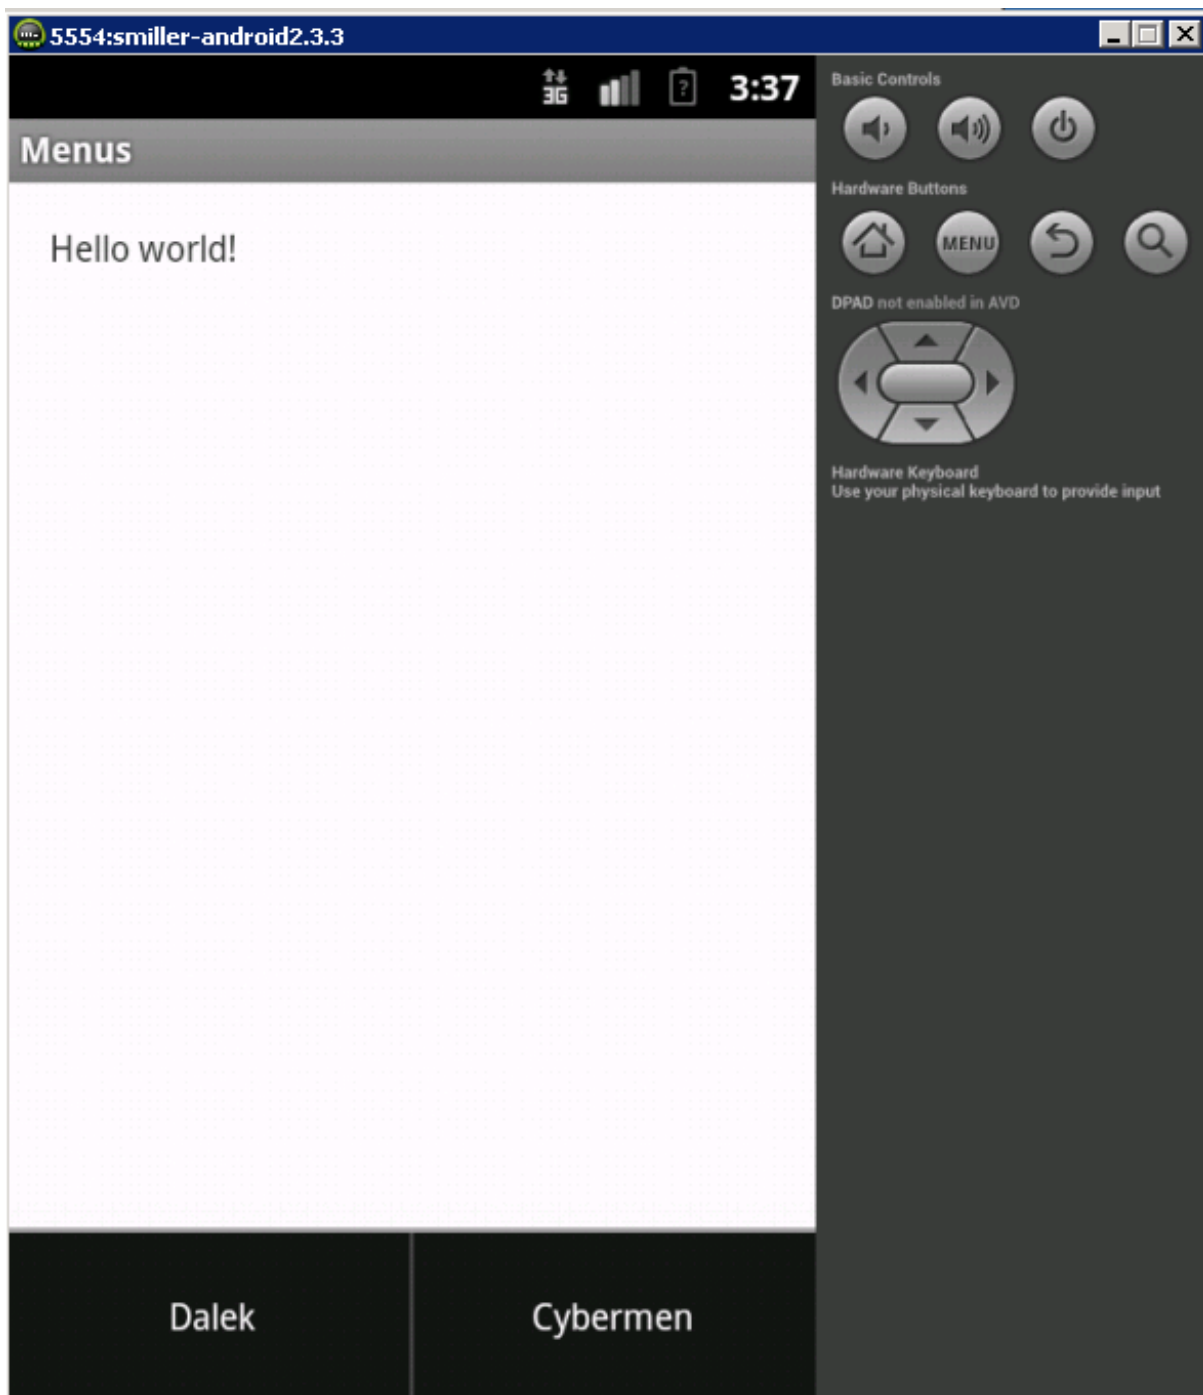 5554:smiller-android2.3.3
3G
?
3:37
Menus
Hello world!
Dalek
Cybermen
Basic Controls
Hardware Buttons
MENU
DPAD not enabled in AVD
Hardware Keyboard
Use your physical keyboard to provide input